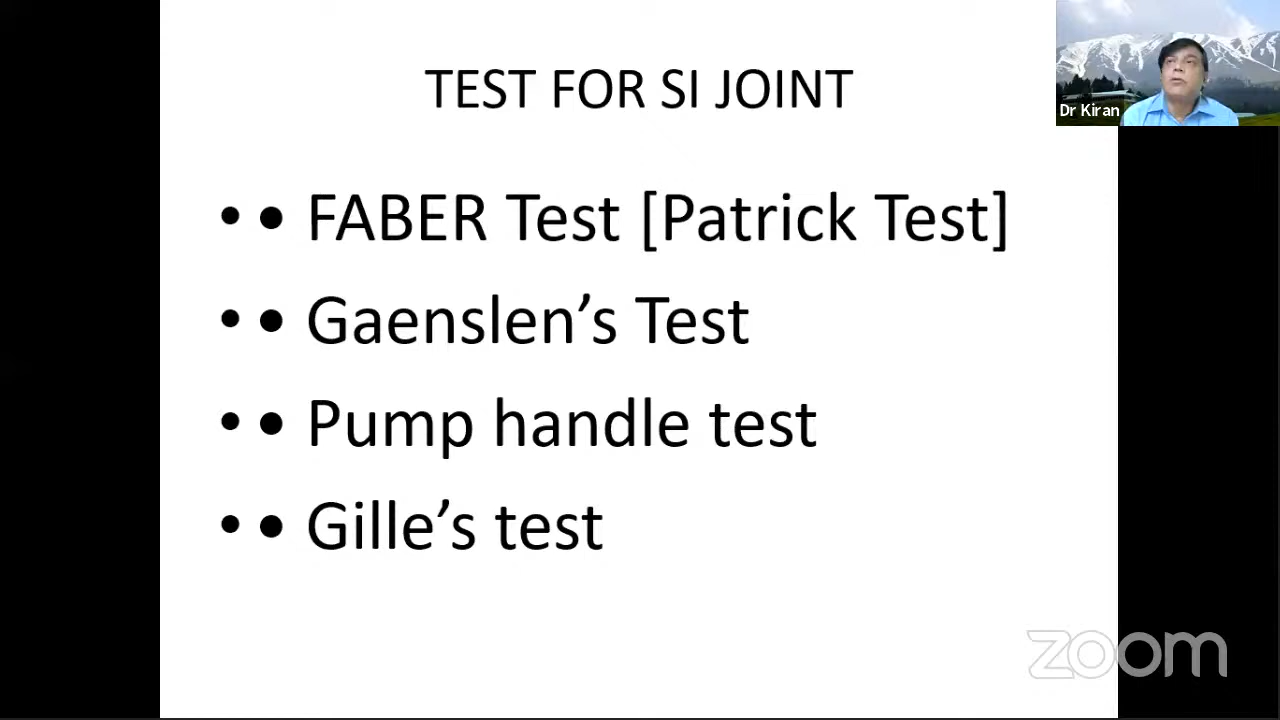 TEST FOR SI JOINT
Dr Kiran
• • FABER Test [Patrick Test]
• • Gaenslen’s Test
• • Pump handle test
• • Gille’s test
zoom